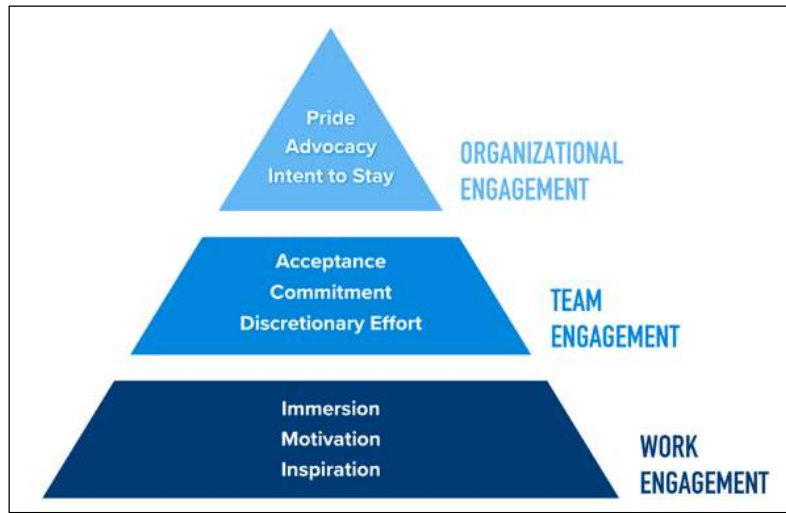 Pride
Advocacy
Intent to Stay
ORGANIZATIONAL
ENGAGEMENT
Acceptance
Commitment
Discretionary Effort
TEAM
ENGAGEMENT
Immersion
Motivation
Inspiration
WORK
ENGAGEMENT